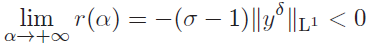 lim_{α→+∞} r(α) = −(σ − 1)‖y^δ‖_{L^1} < 0